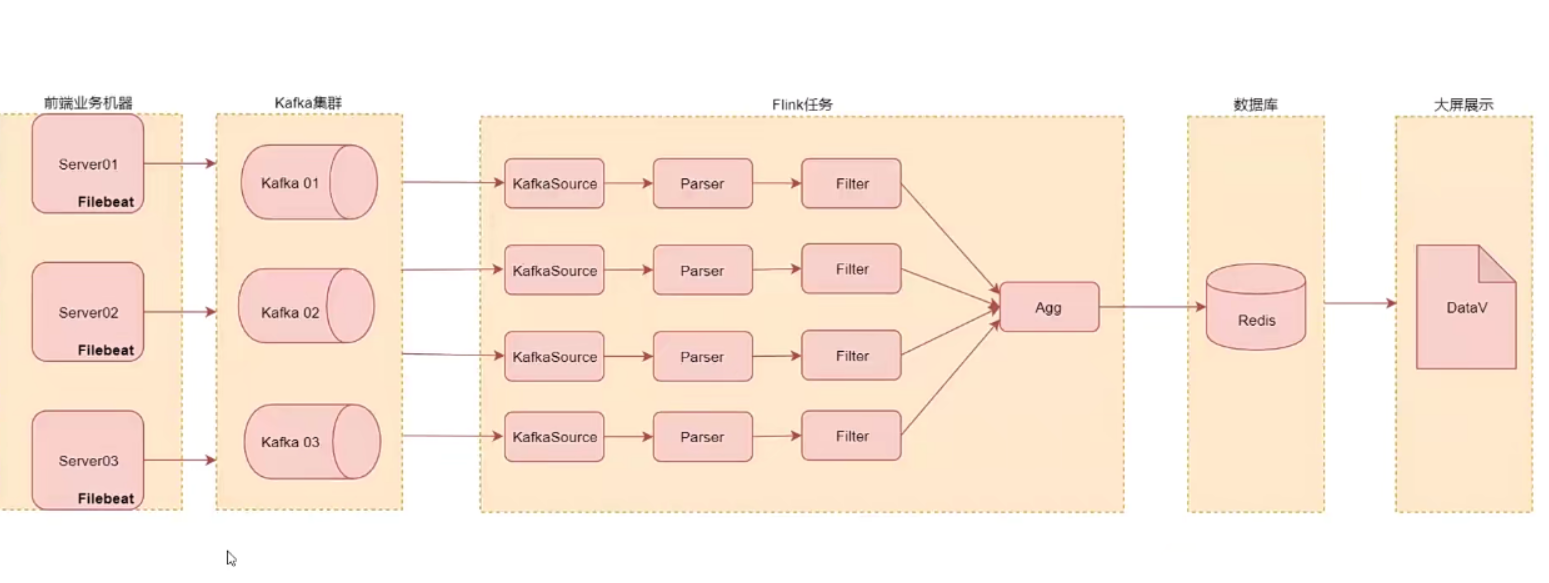 前端业务机器
Kafka集群
Flink任务
数据库
大屏展示
Server01
Filebeat
Server02
Filebeat
Server03
Filebeat
Kafka 01
Kafka 02
Kafka 03
KafkaSource
Parser
Filter
KafkaSource
Parser
Filter
KafkaSource
Parser
Filter
KafkaSource
Parser
Filter
Agg
Redis
DataV